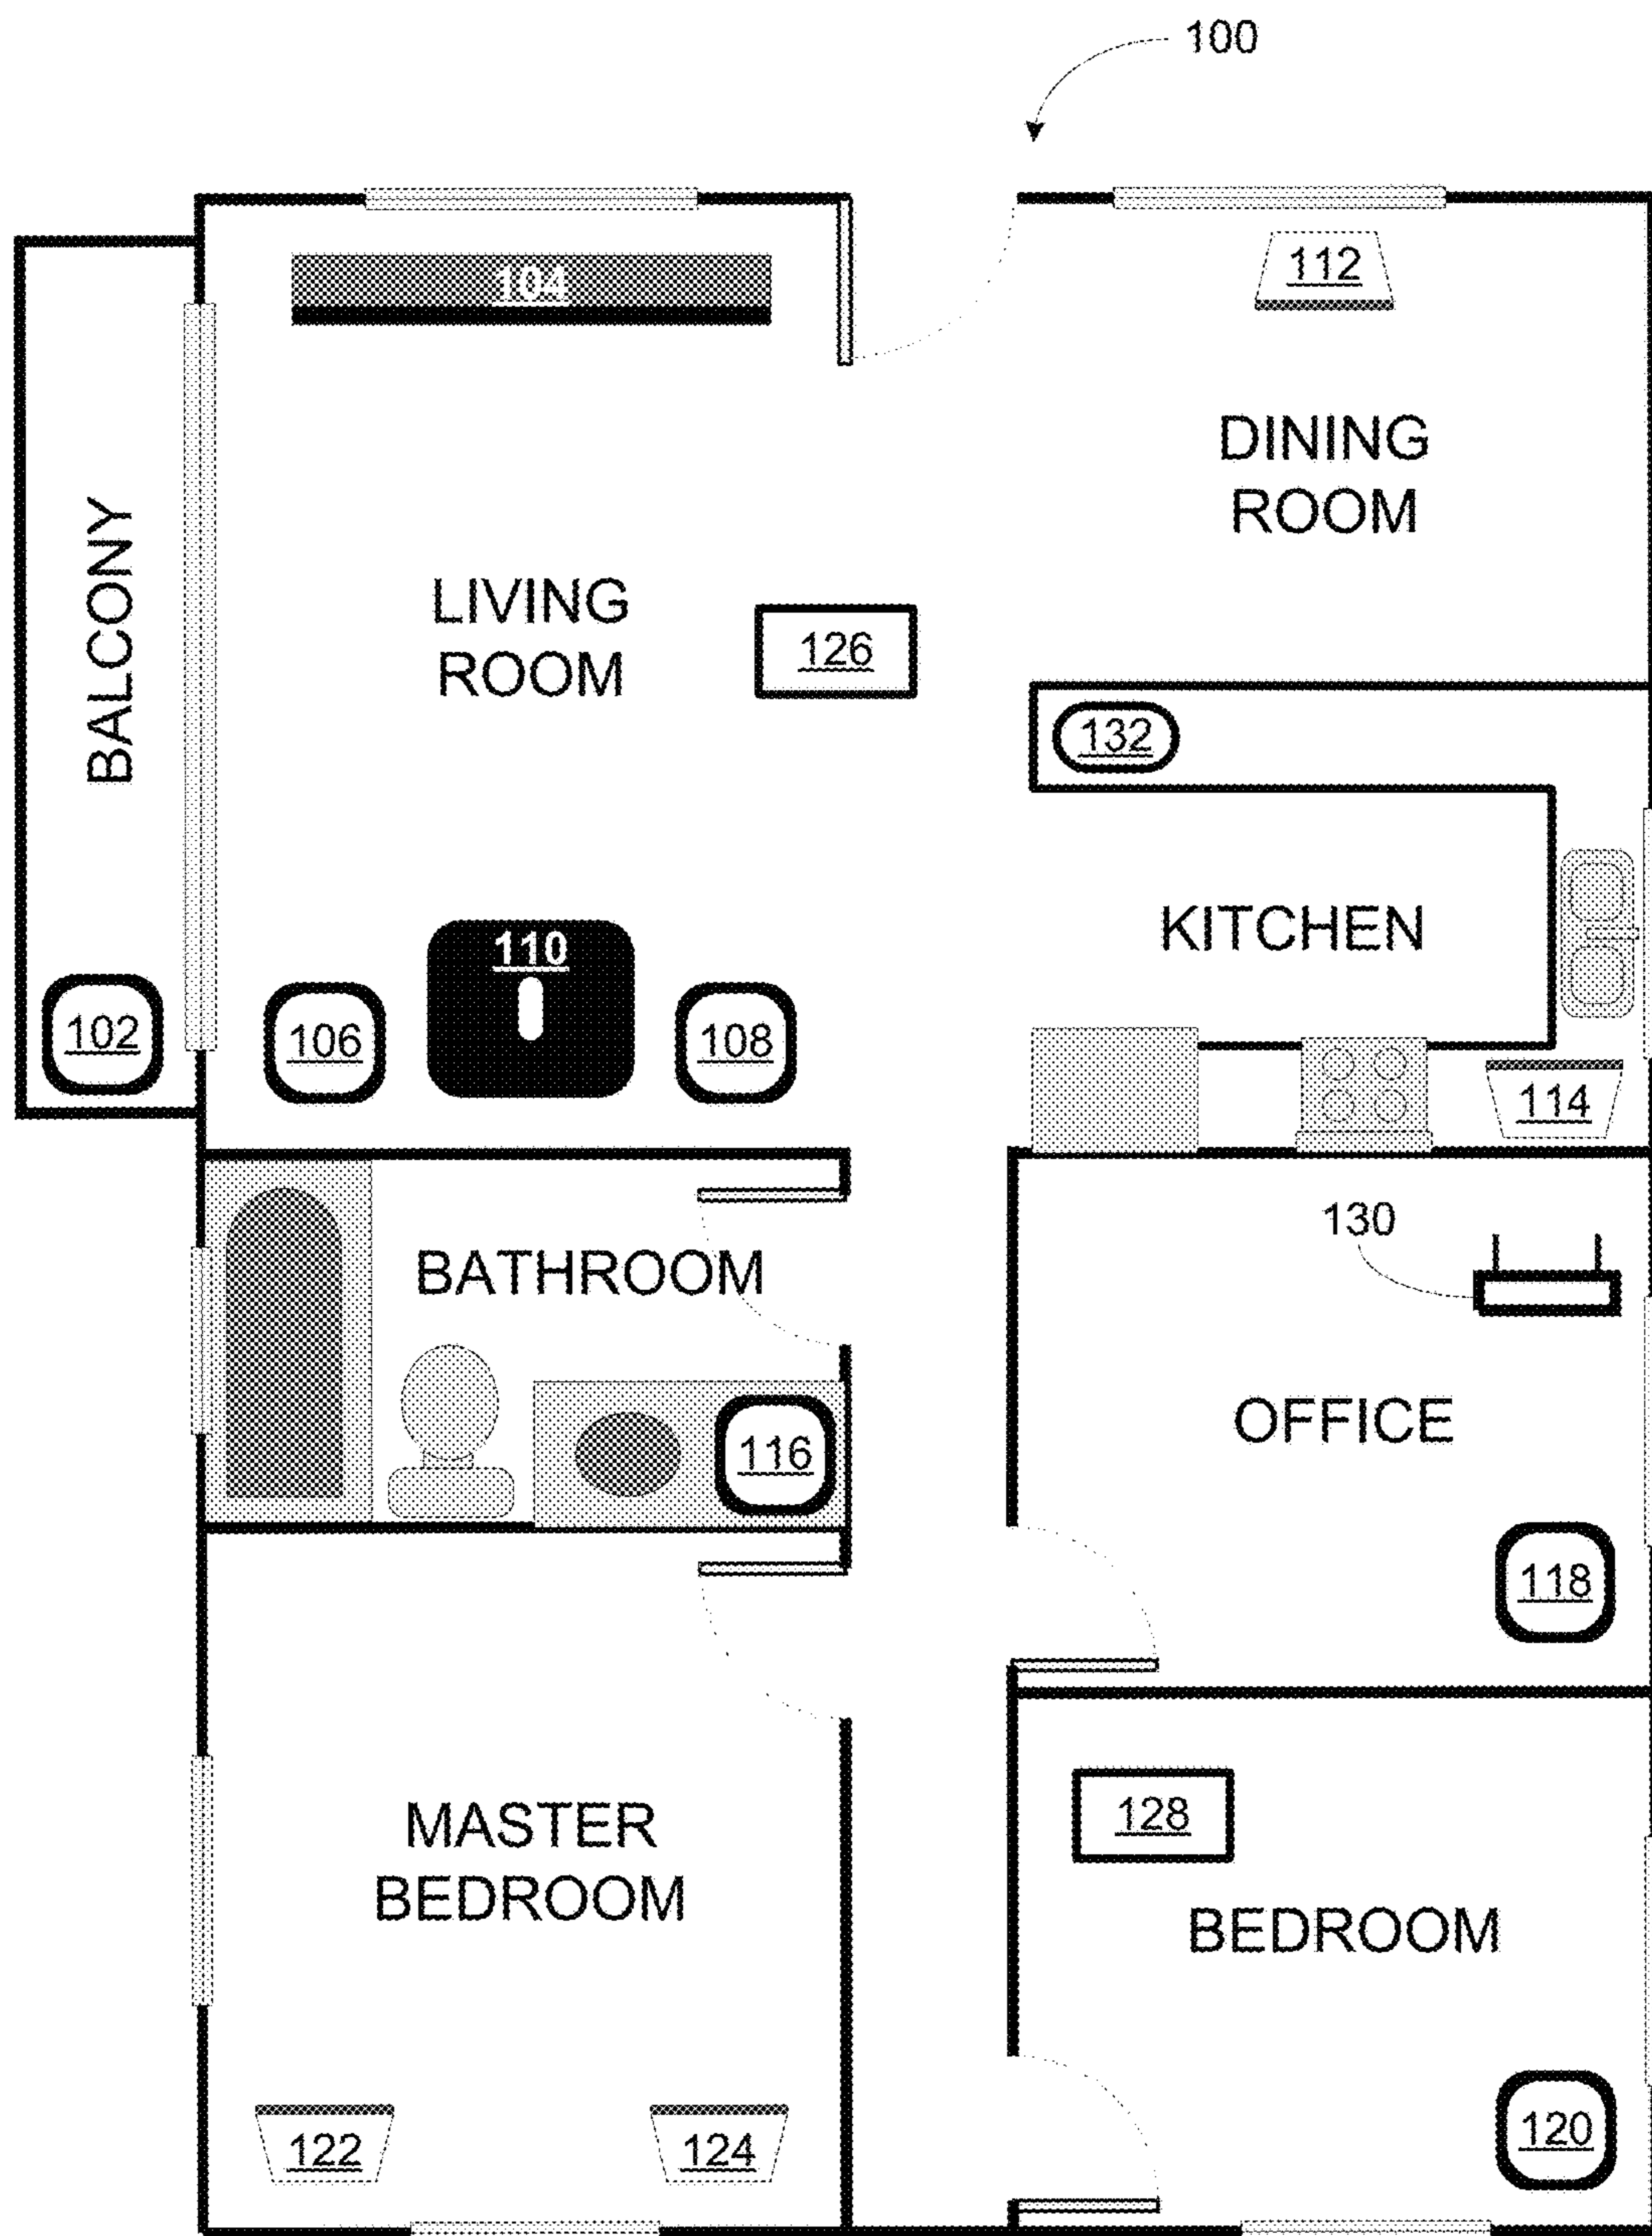 100
104
112
DINING
ROOM
BALCONY
LIVING
ROOM
126
132
KITCHEN
110
102
106
108
114
130
BATHROOM
OFFICE
116
118
MASTER
BEDROOM
128
BEDROOM
122
124
120